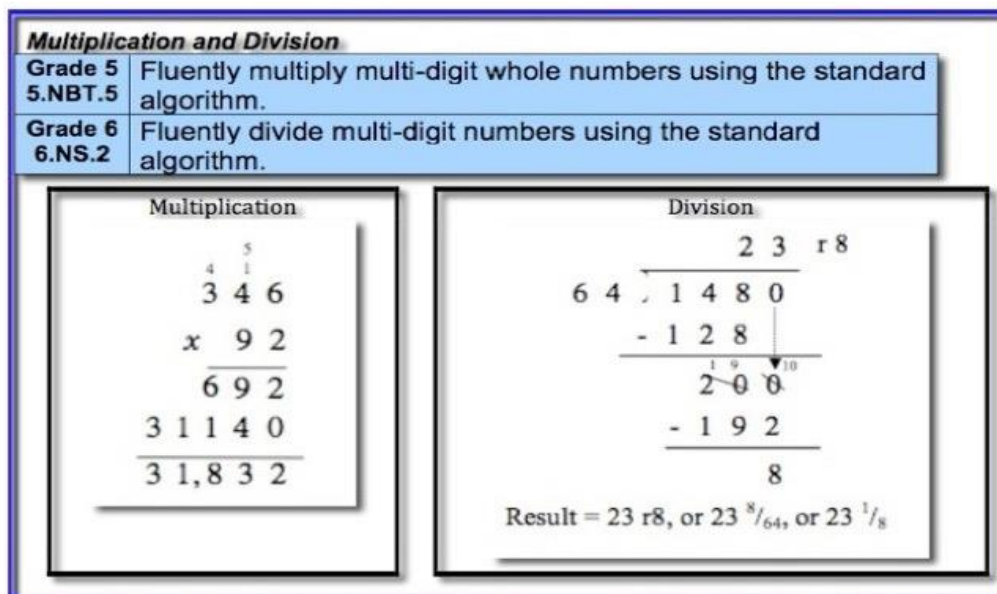 Multiplication and Division
Grade 5 Fluently multiply multi-digit whole numbers using the standard
5.NBT.5 algorithm.
Grade 6 Fluently divide multi-digit numbers using the standard
6.NS.2 algorithm.
Multiplication
5
4 1
3 4 6
x 9 2
6 9 2
3 1 1 4 0
3 1,8 3 2
Division
2 3 r 8
6 4 1 4 8 0
- 1 2 8
1 9 10
2 0 0
- 1 9 2
8
Result = 23 r8, or 23 8/64, or 23 1/8